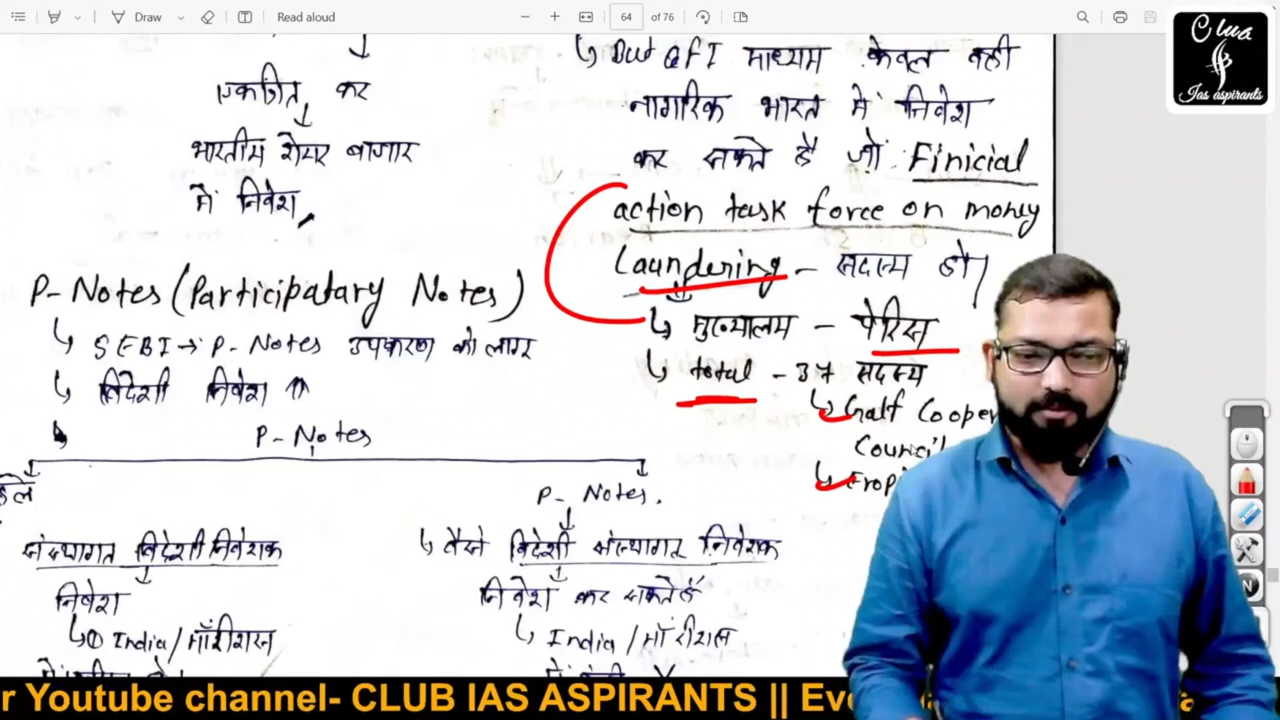 Draw
Read aloud
64 of 76
Club
Ias aspirants
एकत्रित कर
भारतीय शेयर बाजार
में निवेश
P-Notes (Participatary Notes)
SEBI → P-Notes उपकरण को लागू
विदेशी निवेश ↑↑
P-Notes
संस्थागत विदेशी निवेशक
निवेश
① India/मॉरीशस
But QFI माध्यम केवल वही
नागरिक भारत में निवेश
कर सकते है जो Finicial
action task force on money
Laundering - सदस्य हो।
मुख्यालय - पेरिस
total - 37 सदस्य
Gulf Cooper
Council
Erop
P-Notes.
वैसे विदेशी संस्थागत निवेशक
निवेश कर सकते हैं
India/मॉरीशस
r Youtube channel- CLUB IAS ASPIRANTS || Eve